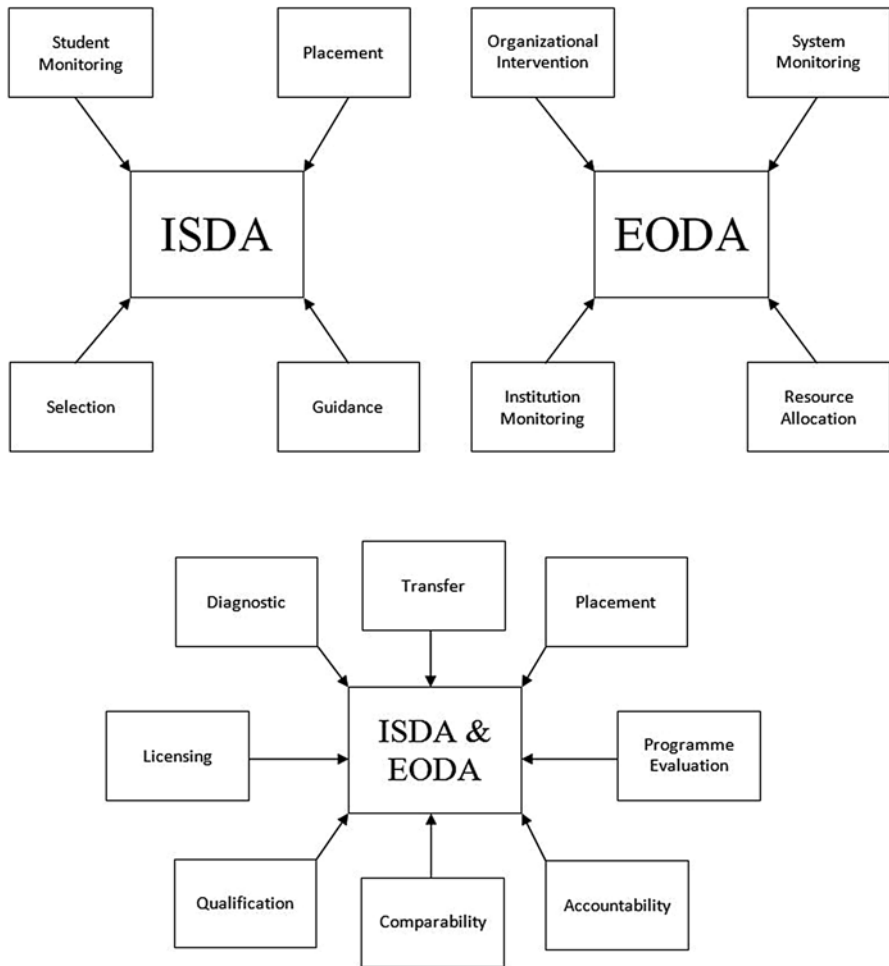 Student
Monitoring
Placement
Organizational
Intervention
System
Monitoring
ISDA
EODA
Selection
Guidance
Institution
Monitoring
Resource
Allocation
Diagnostic
Transfer
Placement
Licensing
ISDA &
EODA
Programme
Evaluation
Qualification
Comparability
Accountability